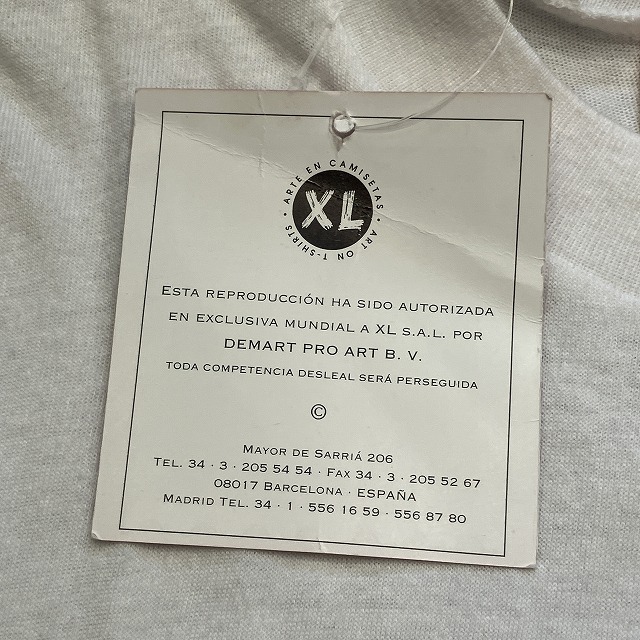 ARTE EN CAMISETAS · ART ON T-SHIRTS ·
XL
ESTA REPRODUCCIÓN HA SIDO AUTORIZADA
EN EXCLUSIVA MUNDIAL A XL S.A.L. POR
DEMART PRO ART B. V.
TODA COMPETENCIA DESLEAL SERÁ PERSEGUIDA
©
MAYOR DE SARRIÁ 206
TEL. 34 · 3 · 205 54 54 · FAX 34 · 3 · 205 52 67
08017 BARCELONA · ESPAÑA
MADRID TEL. 34 · 1 · 556 16 59 · 556 87 80